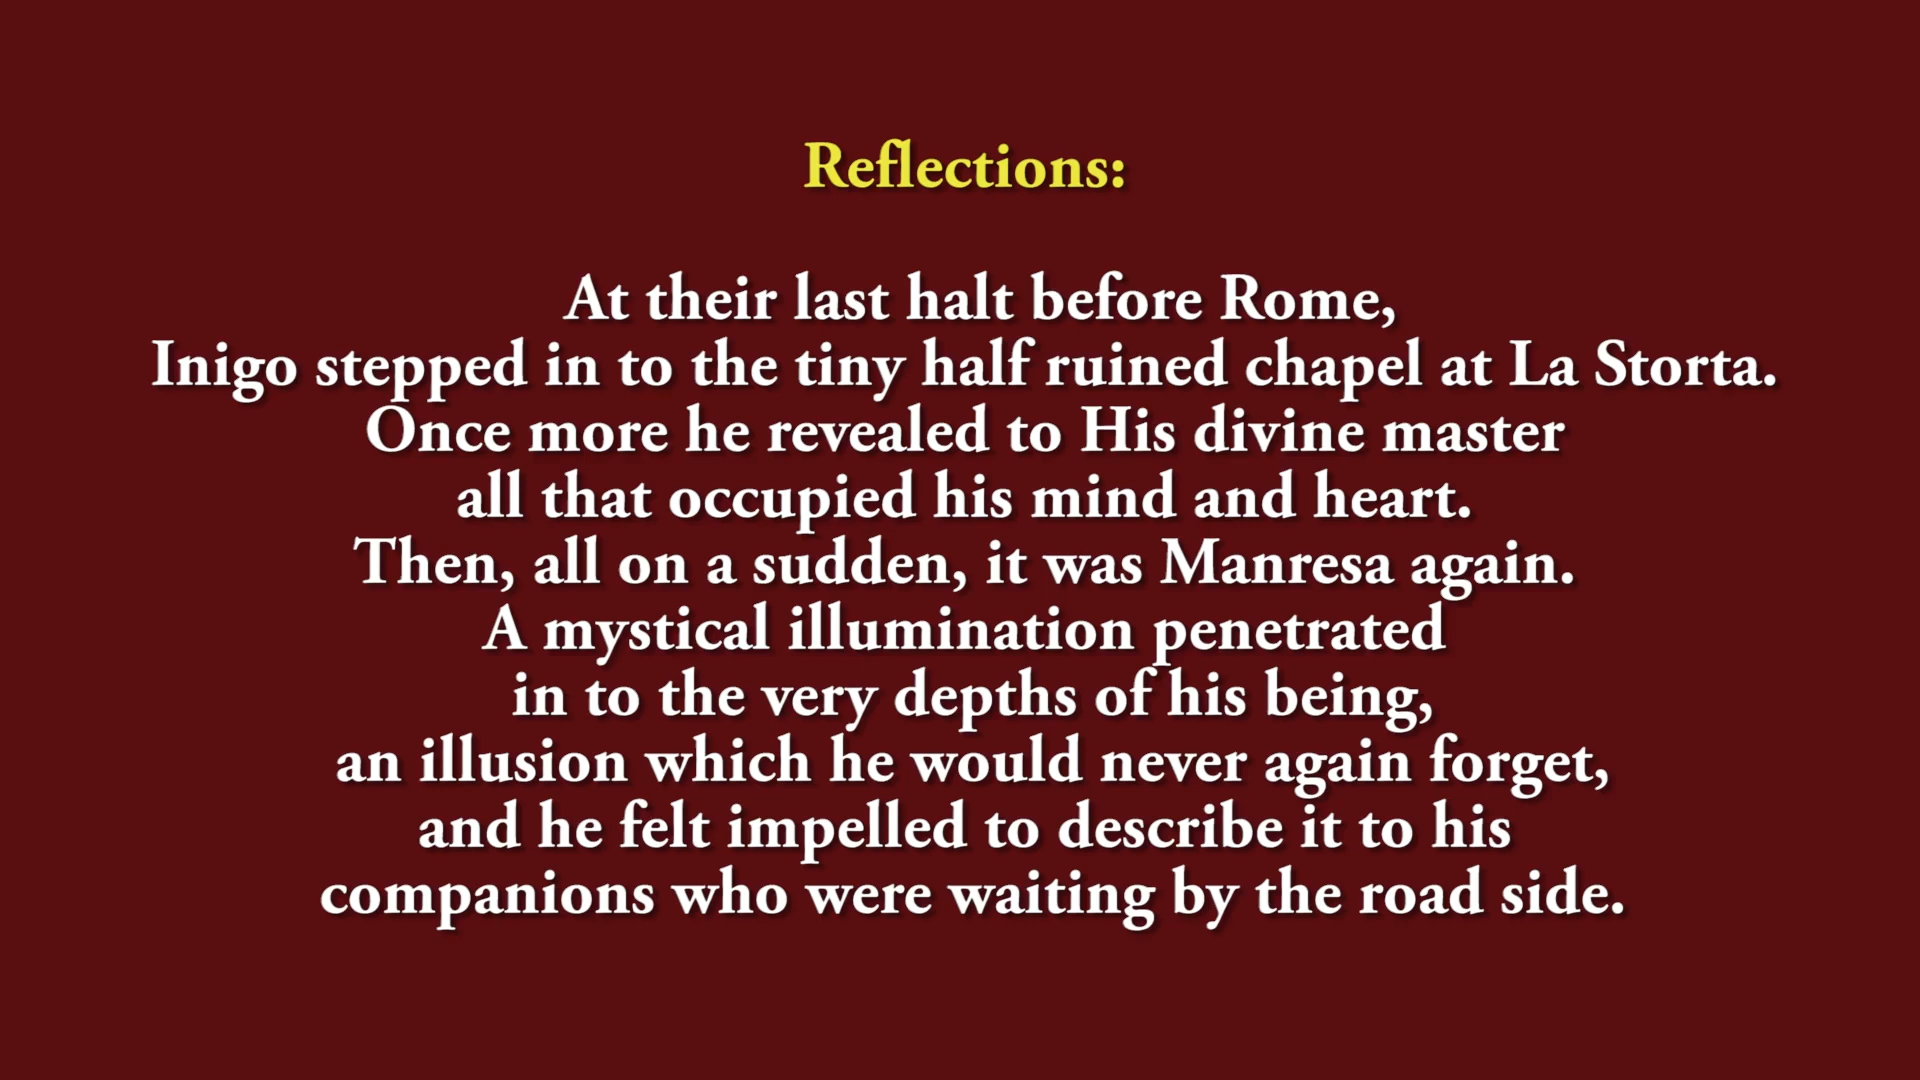 Reflections:
At their last halt before Rome,
Inigo stepped in to the tiny half ruined chapel at La Storta.
Once more he revealed to His divine master
all that occupied his mind and heart.
Then, all on a sudden, it was Manresa again.
A mystical illumination penetrated
in to the very depths of his being,
an illusion which he would never again forget,
and he felt impelled to describe it to his
companions who were waiting by the road side.